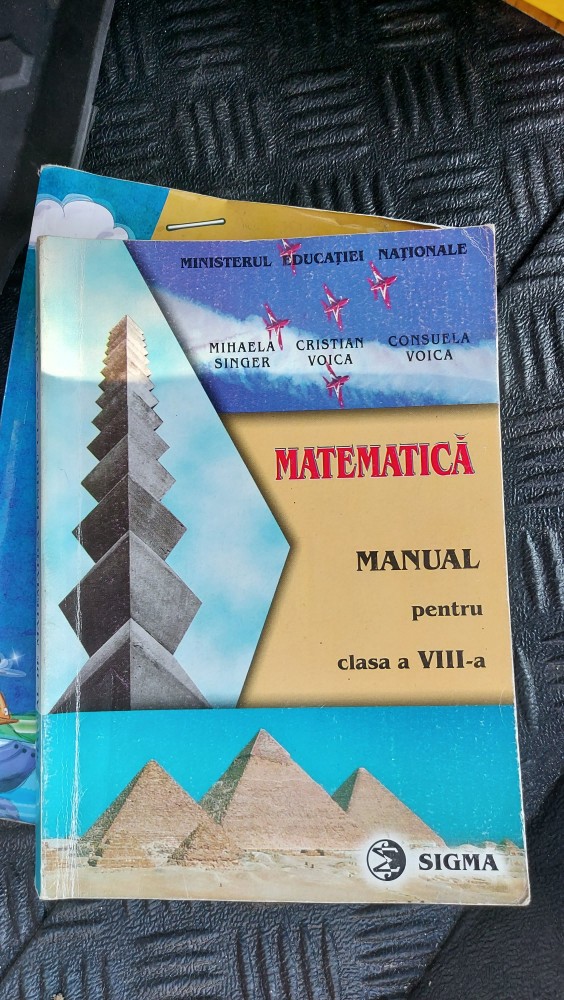 MINISTERUL EDUCAȚIEI NAȚIONALE
MIHAELA SINGER
CRISTIAN VOICA
CONSUELA VOICA
MATEMATICĂ
MANUAL
pentru
clasa a VIII-a
SIGMA